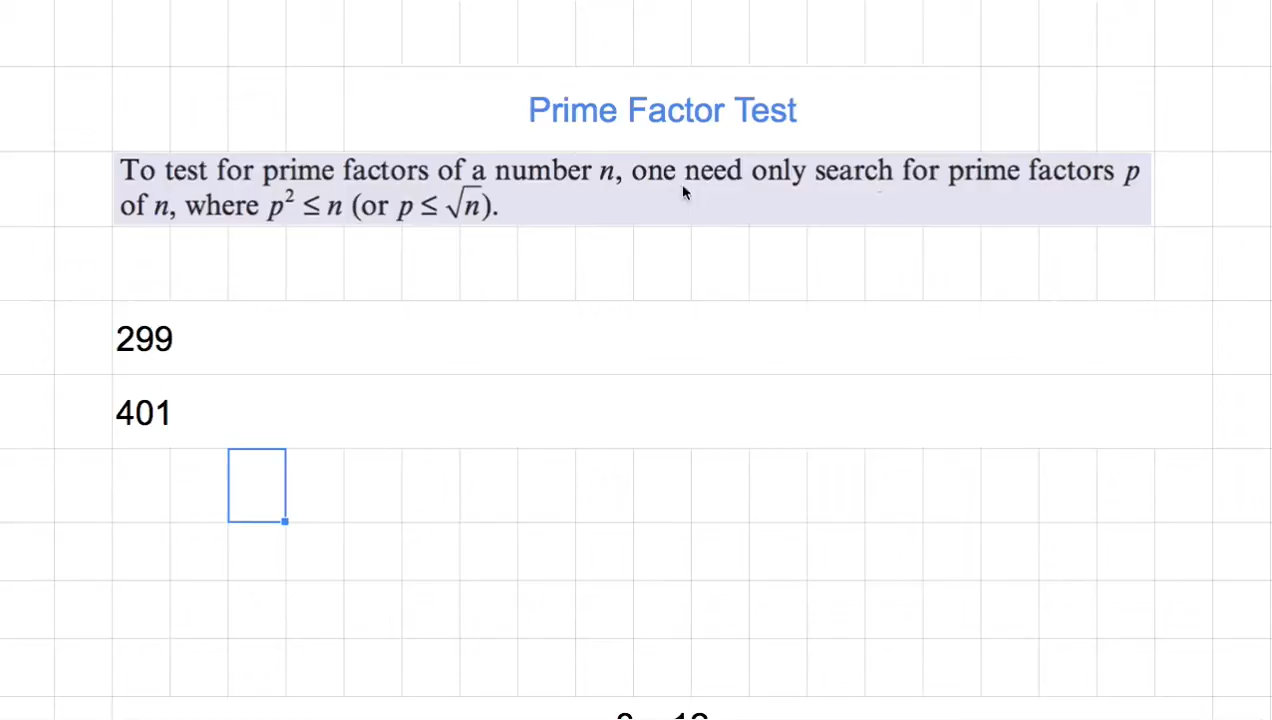 Prime Factor Test
To test for prime factors of a number n, one need only search for prime factors p
of n, where p² ≤ n (or p ≤ √n).
299
401